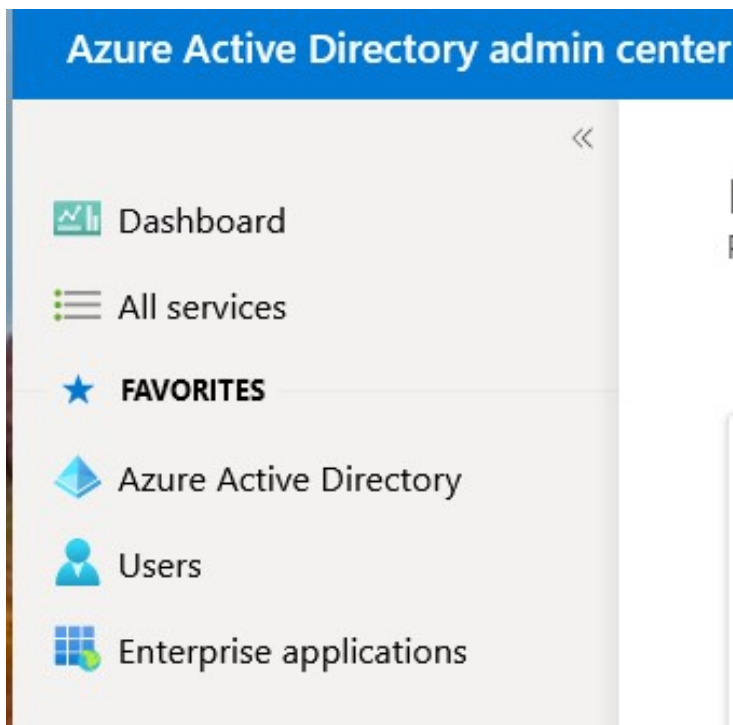 Azure Active Directory admin center
Dashboard
All services
FAVORITES
Azure Active Directory
Users
Enterprise applications